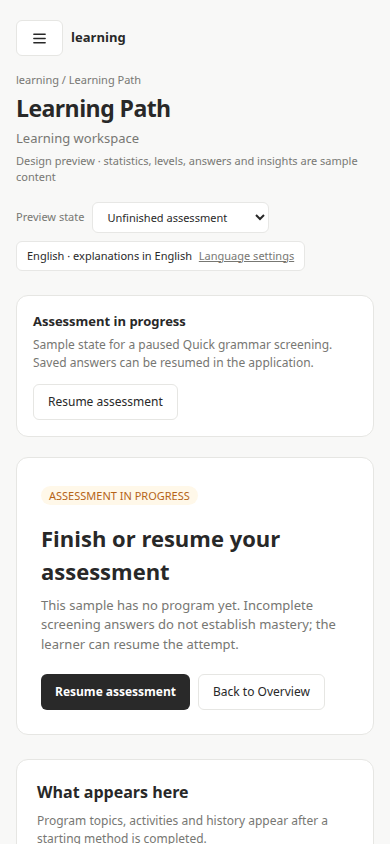 learning
learning / Learning Path
Learning Path
Learning workspace
Design preview · statistics, levels, answers and insights are sample
content
Preview state
Unfinished assessment
English · explanations in English Language settings
Assessment in progress
Sample state for a paused Quick grammar screening.
Saved answers can be resumed in the application.
Resume assessment
ASSESSMENT IN PROGRESS
Finish or resume your
assessment
This sample has no program yet. Incomplete
screening answers do not establish mastery; the
learner can resume the attempt.
Resume assessment
Back to Overview
What appears here
Program topics, activities and history appear after a
starting method is completed.